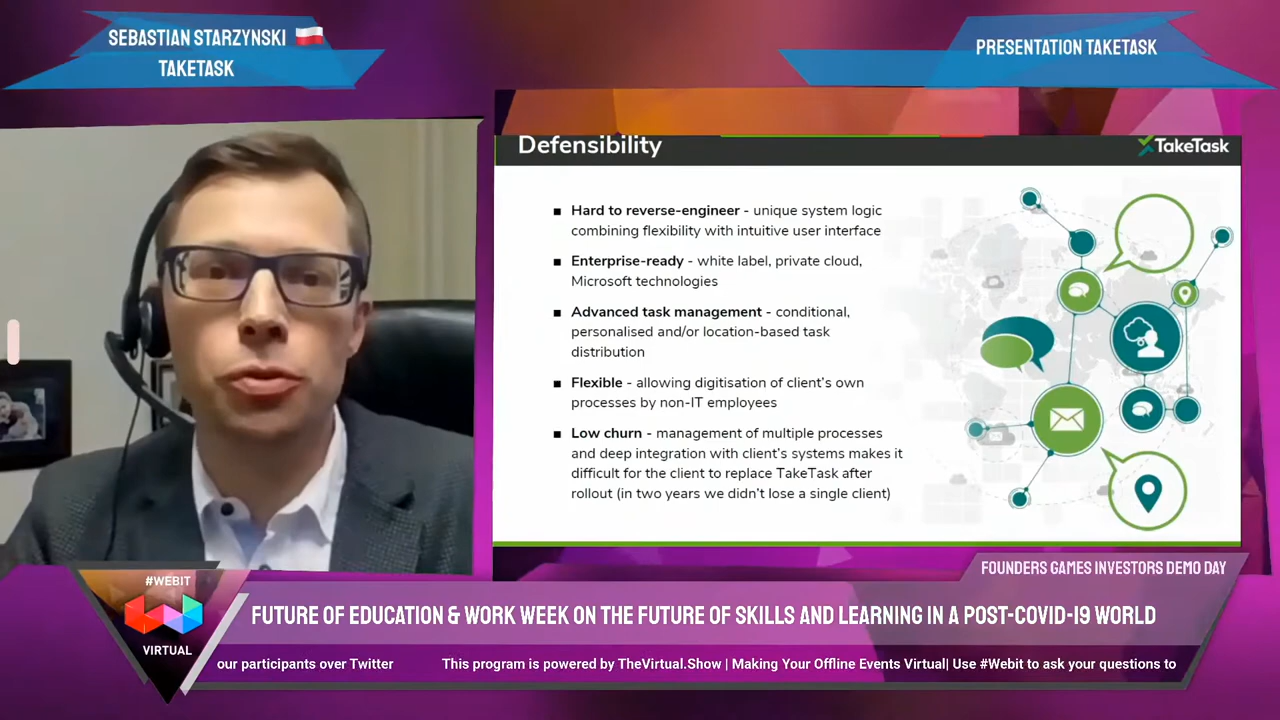 SEBASTIAN STARZYNSKI
TAKETASK
PRESENTATION TAKETASK
Defensibility
TakeTask
■ Hard to reverse-engineer - unique system logic
combining flexibility with intuitive user interface
■ Enterprise-ready - white label, private cloud,
Microsoft technologies
■ Advanced task management - conditional,
personalised and/or location-based task
distribution
■ Flexible - allowing digitisation of client's own
processes by non-IT employees
■ Low churn - management of multiple processes
and deep integration with client's systems makes it
difficult for the client to replace TakeTask after
rollout (in two years we didn't lose a single client)
FOUNDERS GAMES INVESTORS DEMO DAY
#WEBIT
VIRTUAL
FUTURE OF EDUCATION & WORK WEEK ON THE FUTURE OF SKILLS AND LEARNING IN A POST-COVID-19 WORLD
our participants over Twitter
This program is powered by TheVirtual.Show | Making Your Offline Events Virtual| Use #Webit to ask your questions to